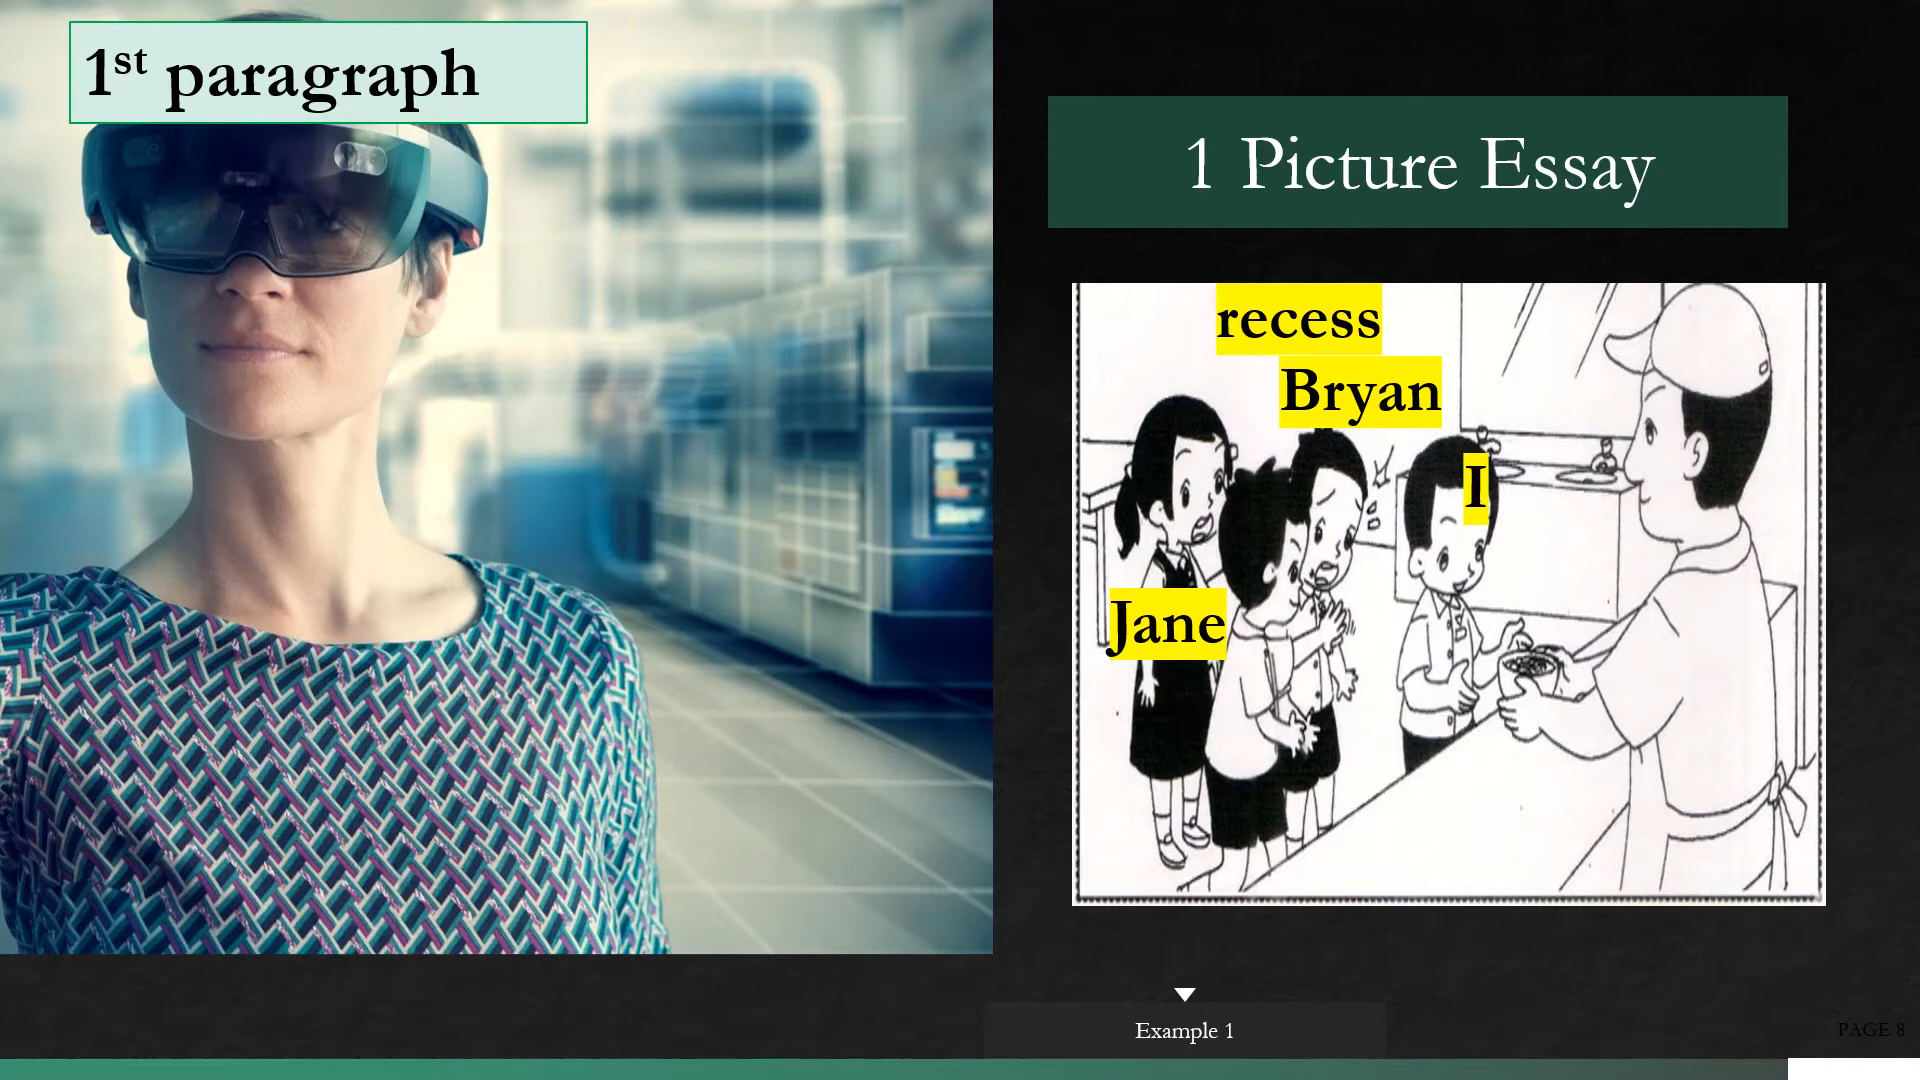 1st paragraph
1 Picture Essay
recess
Bryan
I
Jane
Example 1
PAGE 8